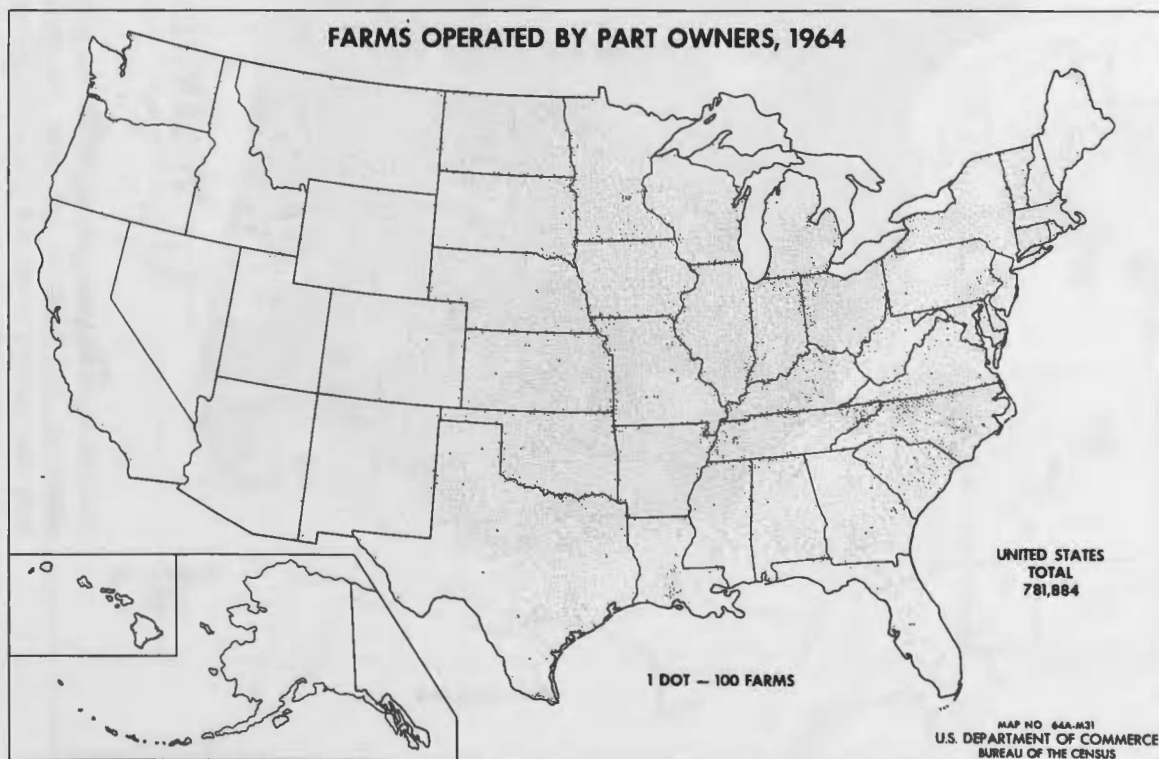 FARMS OPERATED BY PART OWNERS, 1964
UNITED STATES
TOTAL
781,884
1 DOT — 100 FARMS
MAP NO 64A-M31
U.S. DEPARTMENT OF COMMERCE
BUREAU OF THE CENSUS